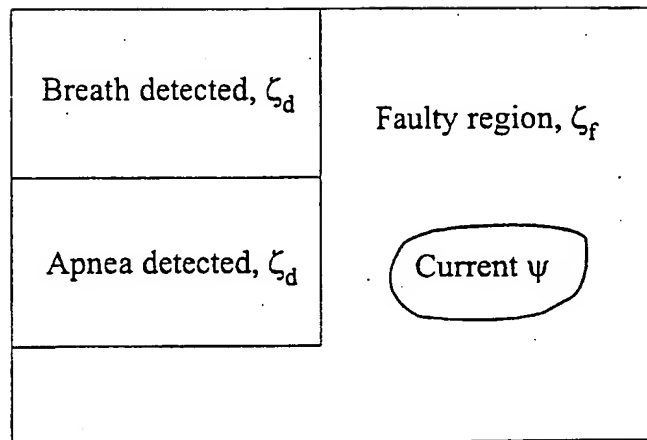 Breath detected, ζd
Faulty region, ζf
Apnea detected, ζd
Current ψ